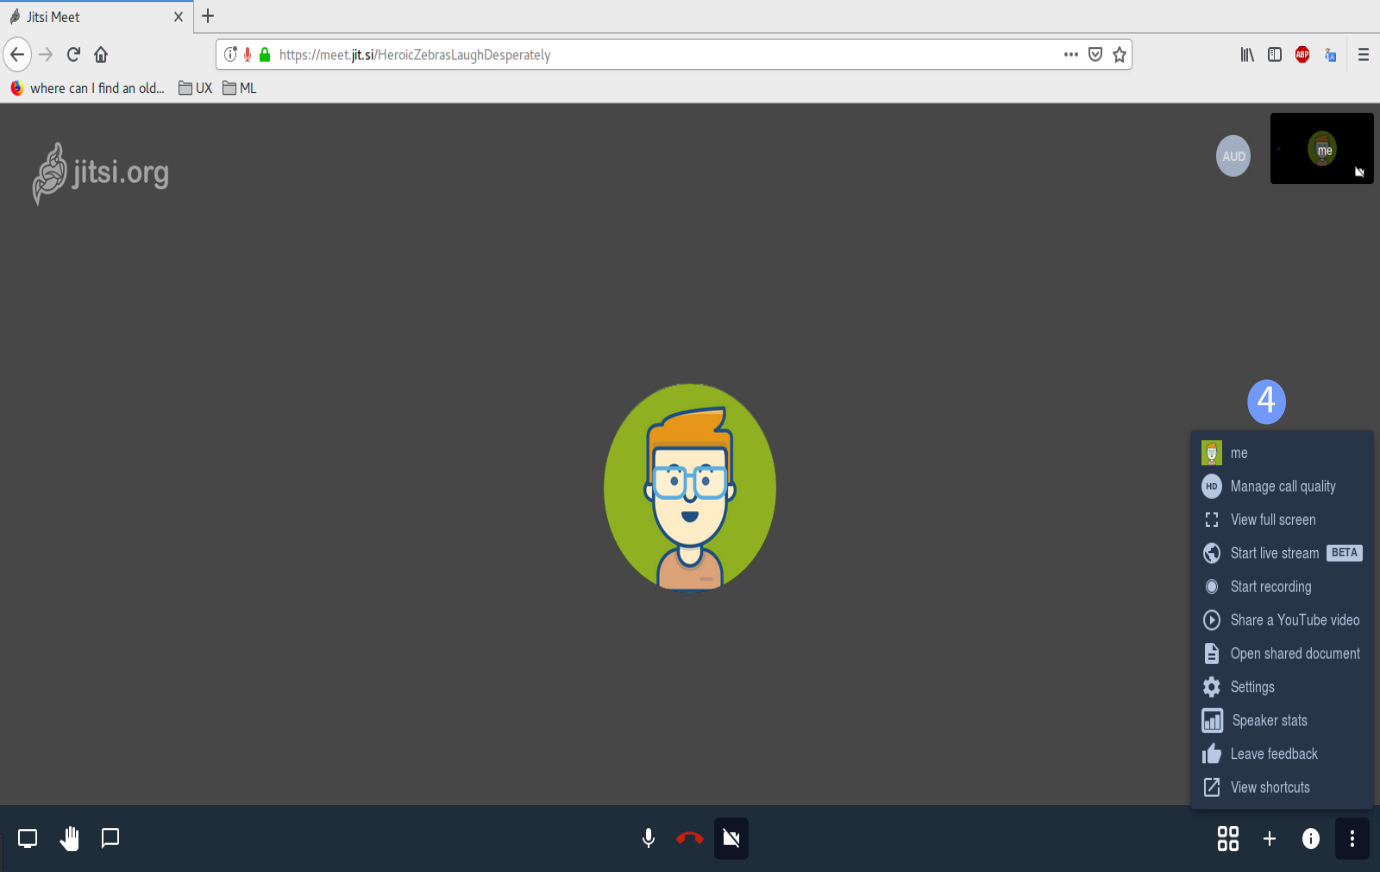 Jitsi Meet
https://meet.jit.si/HeroicZebrasLaughDesperately
ABP
where can I find an old...
UX
ML
jitsi.org
AUD
me
4
me
HD Manage call quality
View full screen
Start live stream BETA
Start recording
Share a YouTube video
Open shared document
Settings
Speaker stats
Leave feedback
View shortcuts